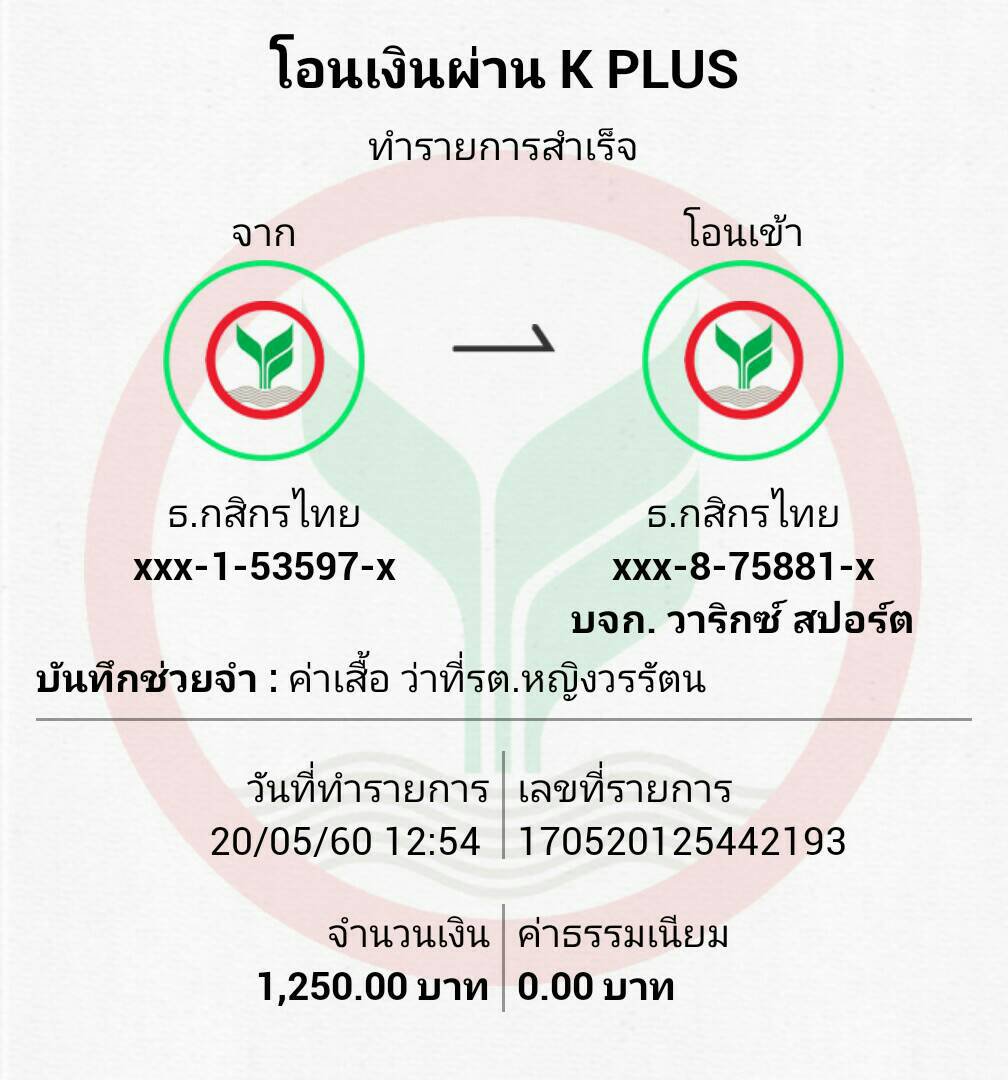 โอนเงินผ่าน K PLUS
ทำรายการสำเร็จ
จาก
โอนเข้า
ธ.กสิกรไทย
xxx-1-53597-x
ธ.กสิกรไทย
xxx-8-75881-x
บจก. วาริกซ์ สปอร์ต
บันทึกช่วยจำ : ค่าเสื้อ ว่าที่รต.หญิงวรรัตน
วันที่ทำรายการ
20/05/60 12:54
เลขที่รายการ
170520125442193
จำนวนเงิน
1,250.00 บาท
ค่าธรรมเนียม
0.00 บาท